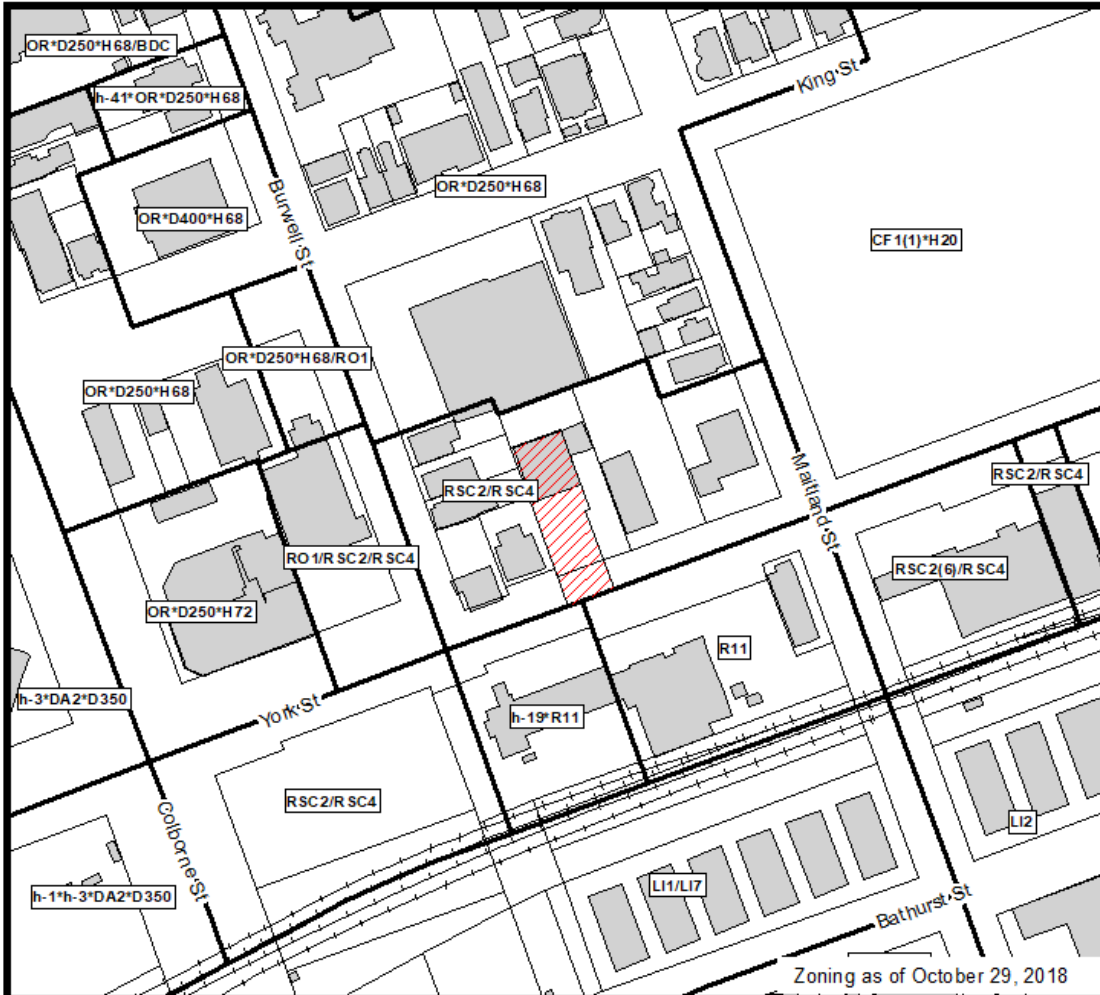 OR*D250*H68/BDC
King St
h-41*OR*D250*H68
OR*D250*H68
OR*D400*H68
Burwell St
CF1(1)*H20
OR*D250*H68/RO1
OR*D250*H68
RSC2/RSC4
RSC2/RSC4
Maitland St
RO1/RSC2/RSC4
RSC2(6)/RSC4
OR*D250*H72
R11
h-3*DA2*D350
York St
h-19*R11
RSC2/RSC4
LI2
Colborne St
LI1/LI7
h-1*h-3*DA2*D350
Bathurst St
Zoning as of October 29, 2018